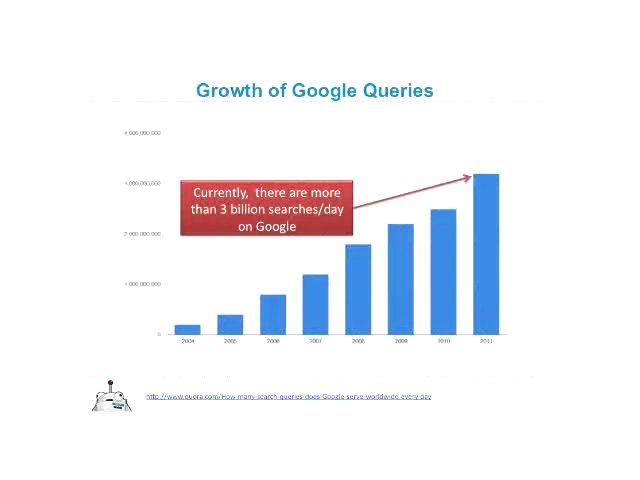 Growth of Google Queries
4 000,000,000
3 000,000,000
Currently, there are more
than 3 billion searches/day
on Google
2 000 000 000
1 000 000 000
0
2004 2005 2006 2007 2008 2009 2010 2011
http://www.quora.com/How-many-search-queries-does-Google-serve-worldwide-every-day